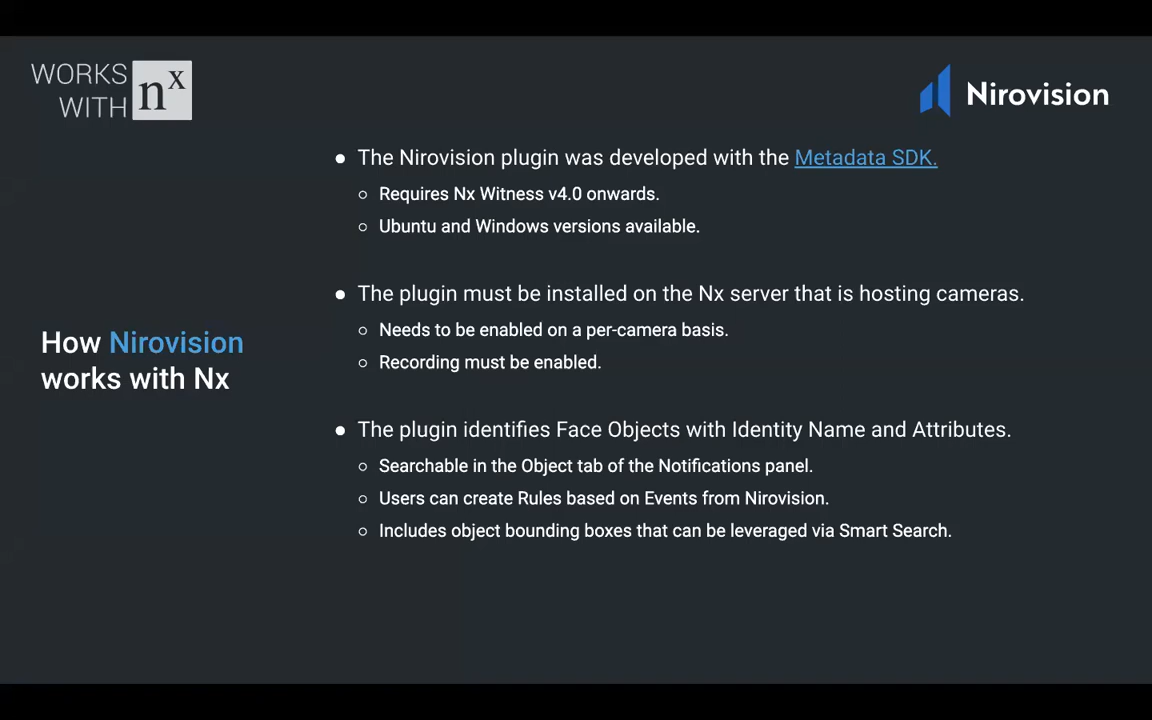 WORKS
WITH nx
Nirovision
How Nirovision
works with Nx
● The Nirovision plugin was developed with the Metadata SDK.
○ Requires Nx Witness v4.0 onwards.
○ Ubuntu and Windows versions available.
● The plugin must be installed on the Nx server that is hosting cameras.
○ Needs to be enabled on a per-camera basis.
○ Recording must be enabled.
● The plugin identifies Face Objects with Identity Name and Attributes.
○ Searchable in the Object tab of the Notifications panel.
○ Users can create Rules based on Events from Nirovision.
○ Includes object bounding boxes that can be leveraged via Smart Search.